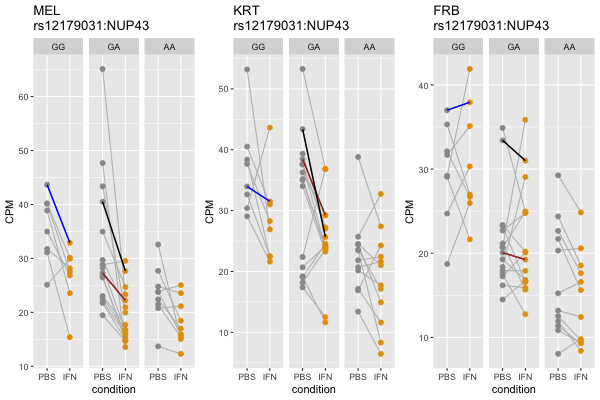 MEL
rs12179031:NUP43
GG GA AA
CPM
60
50
40
30
20
10
PBS IFN PBS IFN PBS IFN
condition
KRT
rs12179031:NUP43
GG GA AA
CPM
50
40
30
20
10
PBS IFN PBS IFN PBS IFN
condition
FRB
rs12179031:NUP43
GG GA AA
CPM
40
30
20
10
PBS IFN PBS IFN PBS IFN
condition